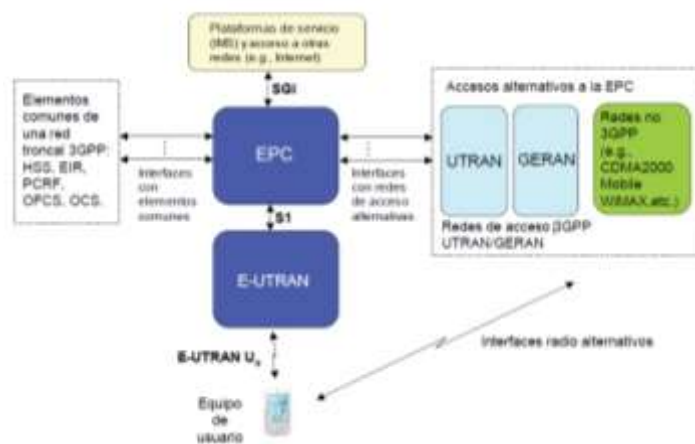 Plataformas de servicio
(IMS) y acceso a otras
redes (e.g., Internet)
SGi
Elementos
comunes de
una red
troncal 3GPP:
HSS, EIR,
PCRF,
OFCS, OCS.
Interfaces
con
elementos
comunes
EPC
Interfaces
con redes
de acceso
alternativas
Accesos alternativos a la EPC
UTRAN
GERAN
Redes no
3GPP
(e.g.,
CDMA2000
Mobile
WiMAX,etc.)
Redes de acceso 3GPP
UTRAN/GERAN
S1
E-UTRAN
E-UTRAN Uu
Interfaces radio alternativos
Equipo
de
usuario